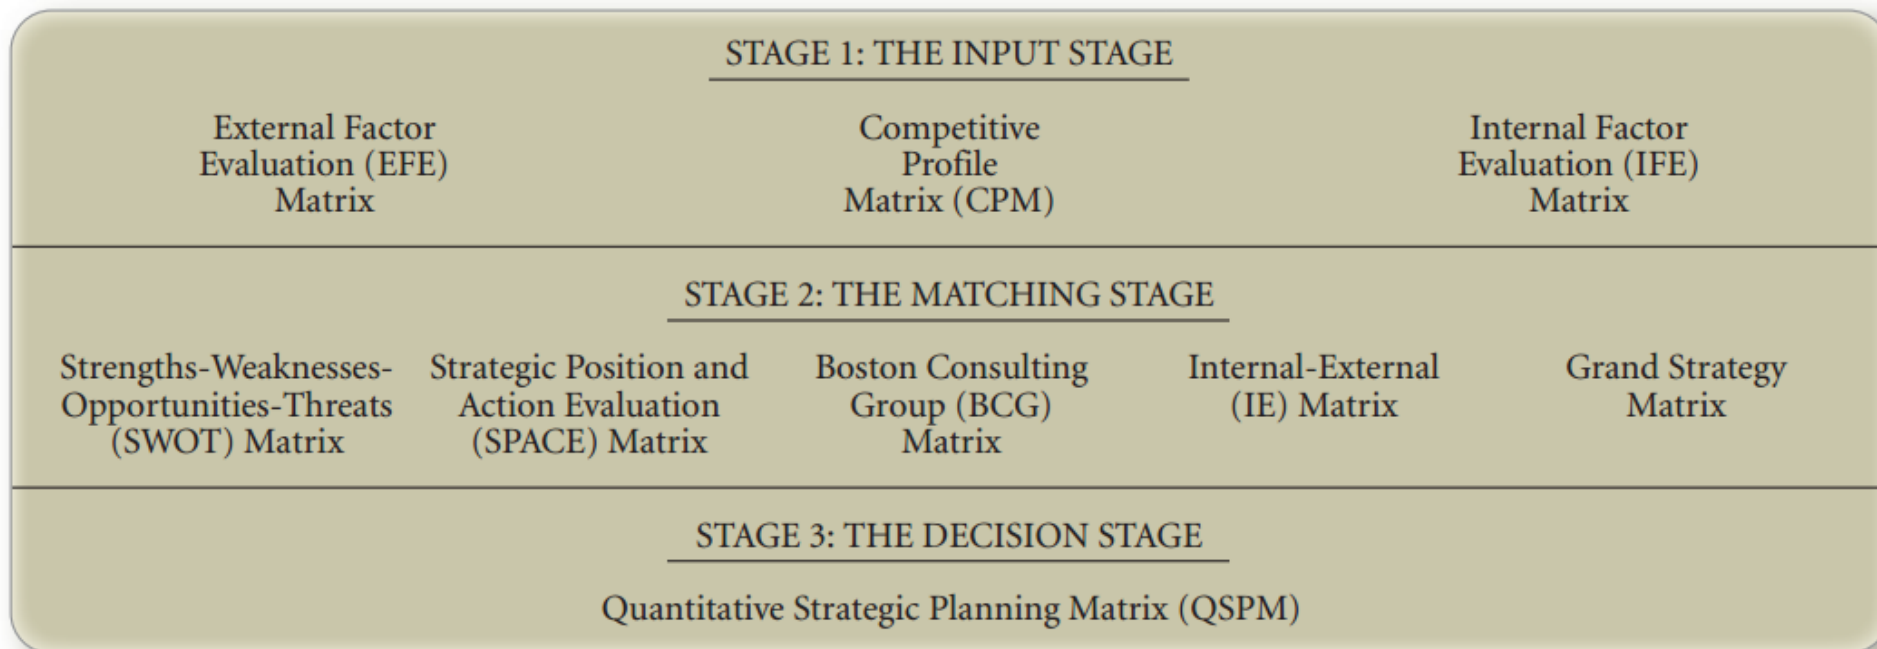 STAGE 1: THE INPUT STAGE
External Factor
Evaluation (EFE)
Matrix
Competitive
Profile
Matrix (CPM)
Internal Factor
Evaluation (IFE)
Matrix
STAGE 2: THE MATCHING STAGE
Strengths-Weaknesses-
Opportunities-Threats
(SWOT) Matrix
Strategic Position and
Action Evaluation
(SPACE) Matrix
Boston Consulting
Group (BCG)
Matrix
Internal-External
(IE) Matrix
Grand Strategy
Matrix
STAGE 3: THE DECISION STAGE
Quantitative Strategic Planning Matrix (QSPM)